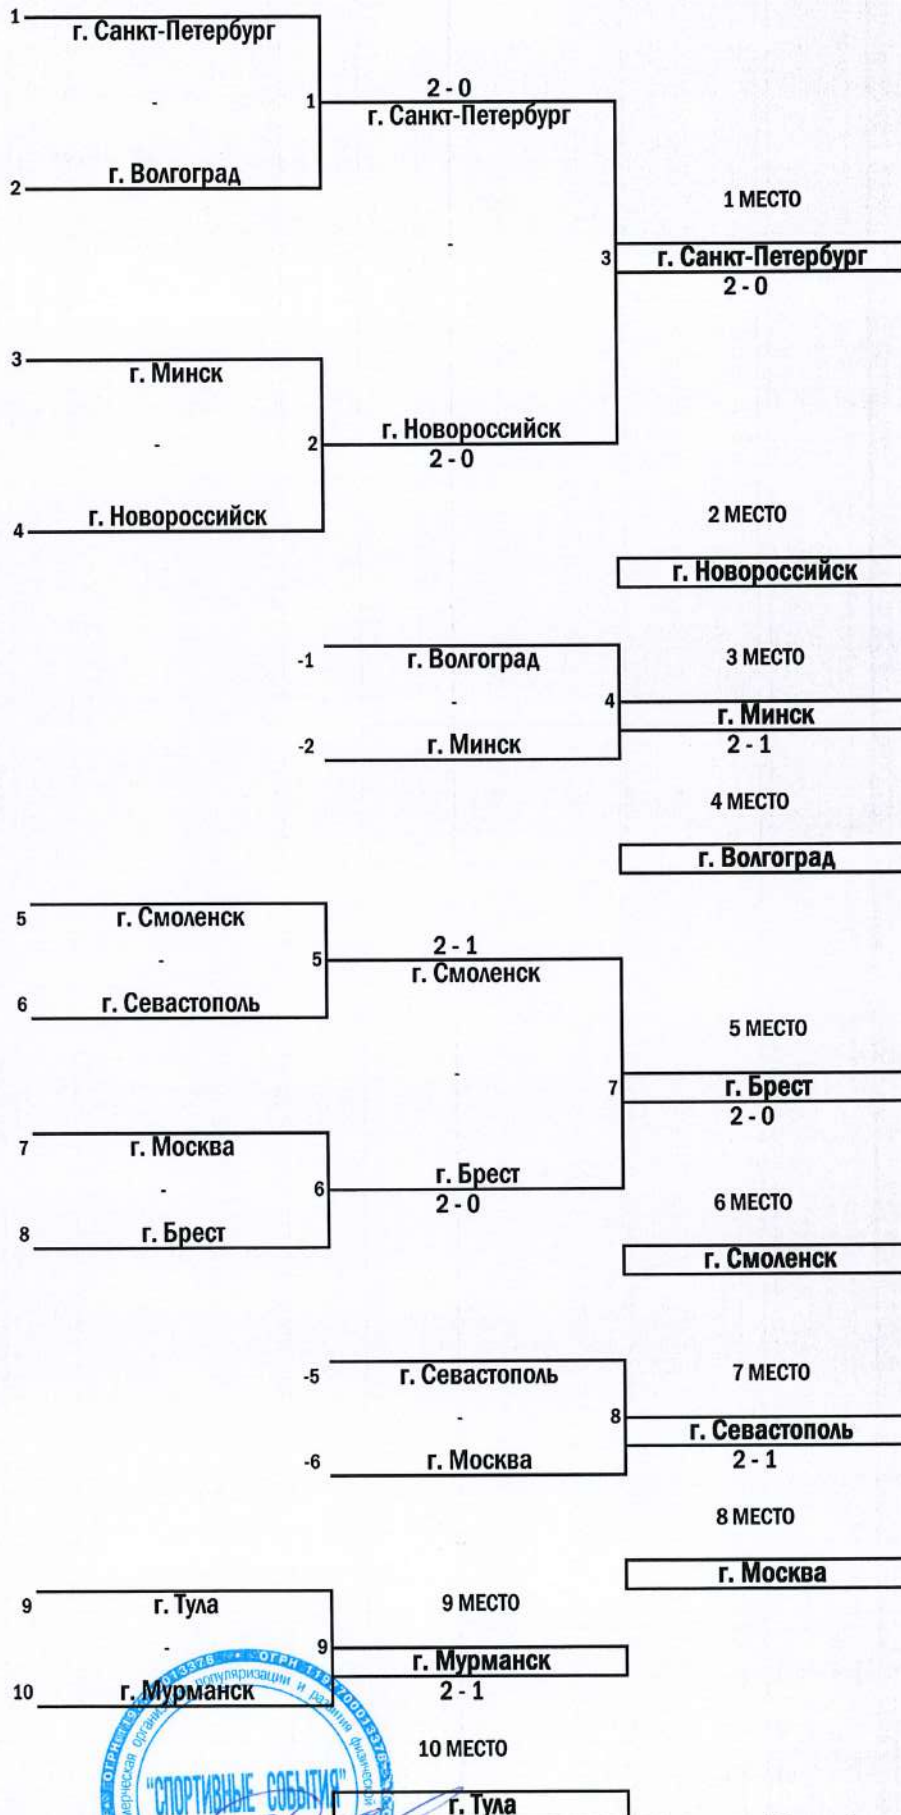 1
г. Санкт-Петербург
-
1
2
г. Волгоград
2 - 0
г. Санкт-Петербург
-
3
1 МЕСТО
г. Санкт-Петербург
2 - 0
3
г. Минск
-
2
4
г. Новороссийск
г. Новороссийск
2 - 0
2 МЕСТО
г. Новороссийск
-1
г. Волгоград
-
4
-2
г. Минск
3 МЕСТО
г. Минск
2 - 1
4 МЕСТО
г. Волгоград
5
г. Смоленск
-
5
6
г. Севастополь
2 - 1
г. Смоленск
-
7
5 МЕСТО
г. Брест
2 - 0
7
г. Москва
-
6
8
г. Брест
г. Брест
2 - 0
6 МЕСТО
г. Смоленск
-5
г. Севастополь
-
8
-6
г. Москва
7 МЕСТО
г. Севастополь
2 - 1
8 МЕСТО
г. Москва
9
г. Тула
-
9
10
г. Мурманск
9 МЕСТО
г. Мурманск
2 - 1
10 МЕСТО
г. Тула
популяризации и развития физической
"СПОРТИВНЫЕ СОБЫТИЯ"